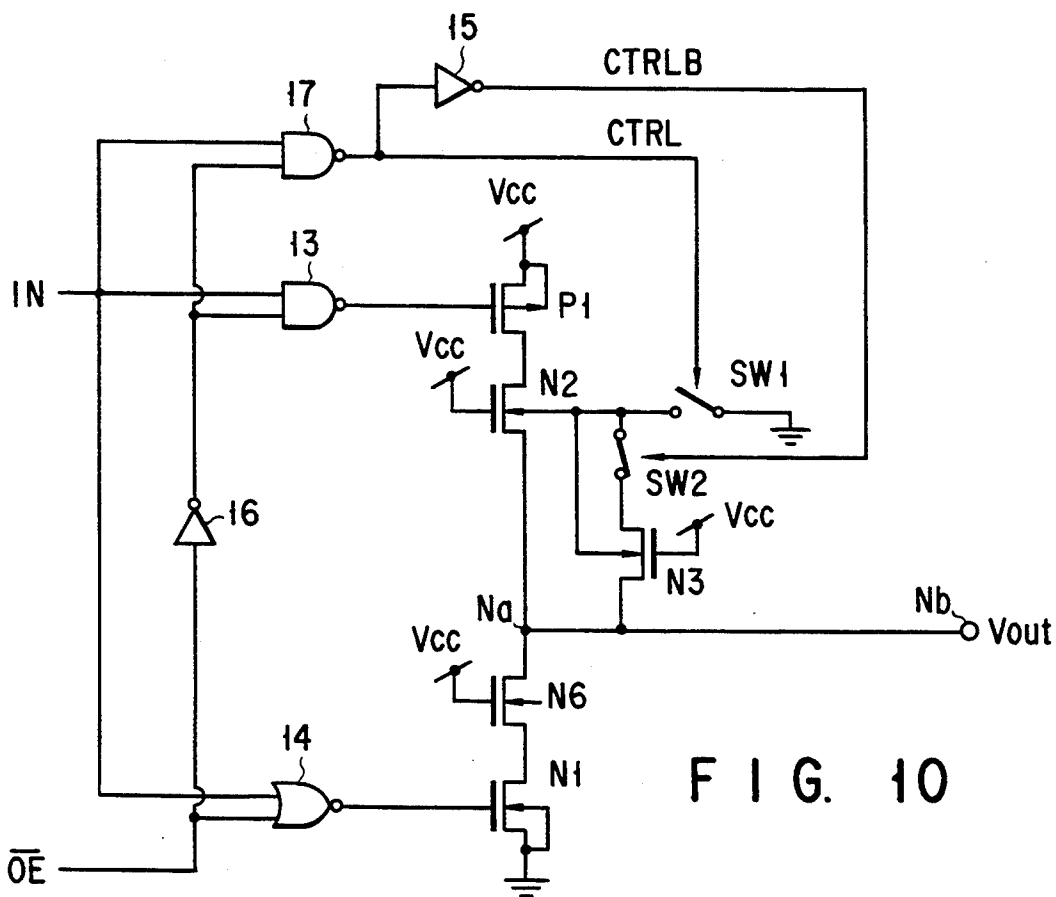 15
CTRLB
17
CTRL
Vcc
13
IN
P1
Vcc
N2
SW1
SW2
16
Vcc
N3
Na
Nb
Vout
Vcc
N6
14
N1
FIG. 10
O̅E̅